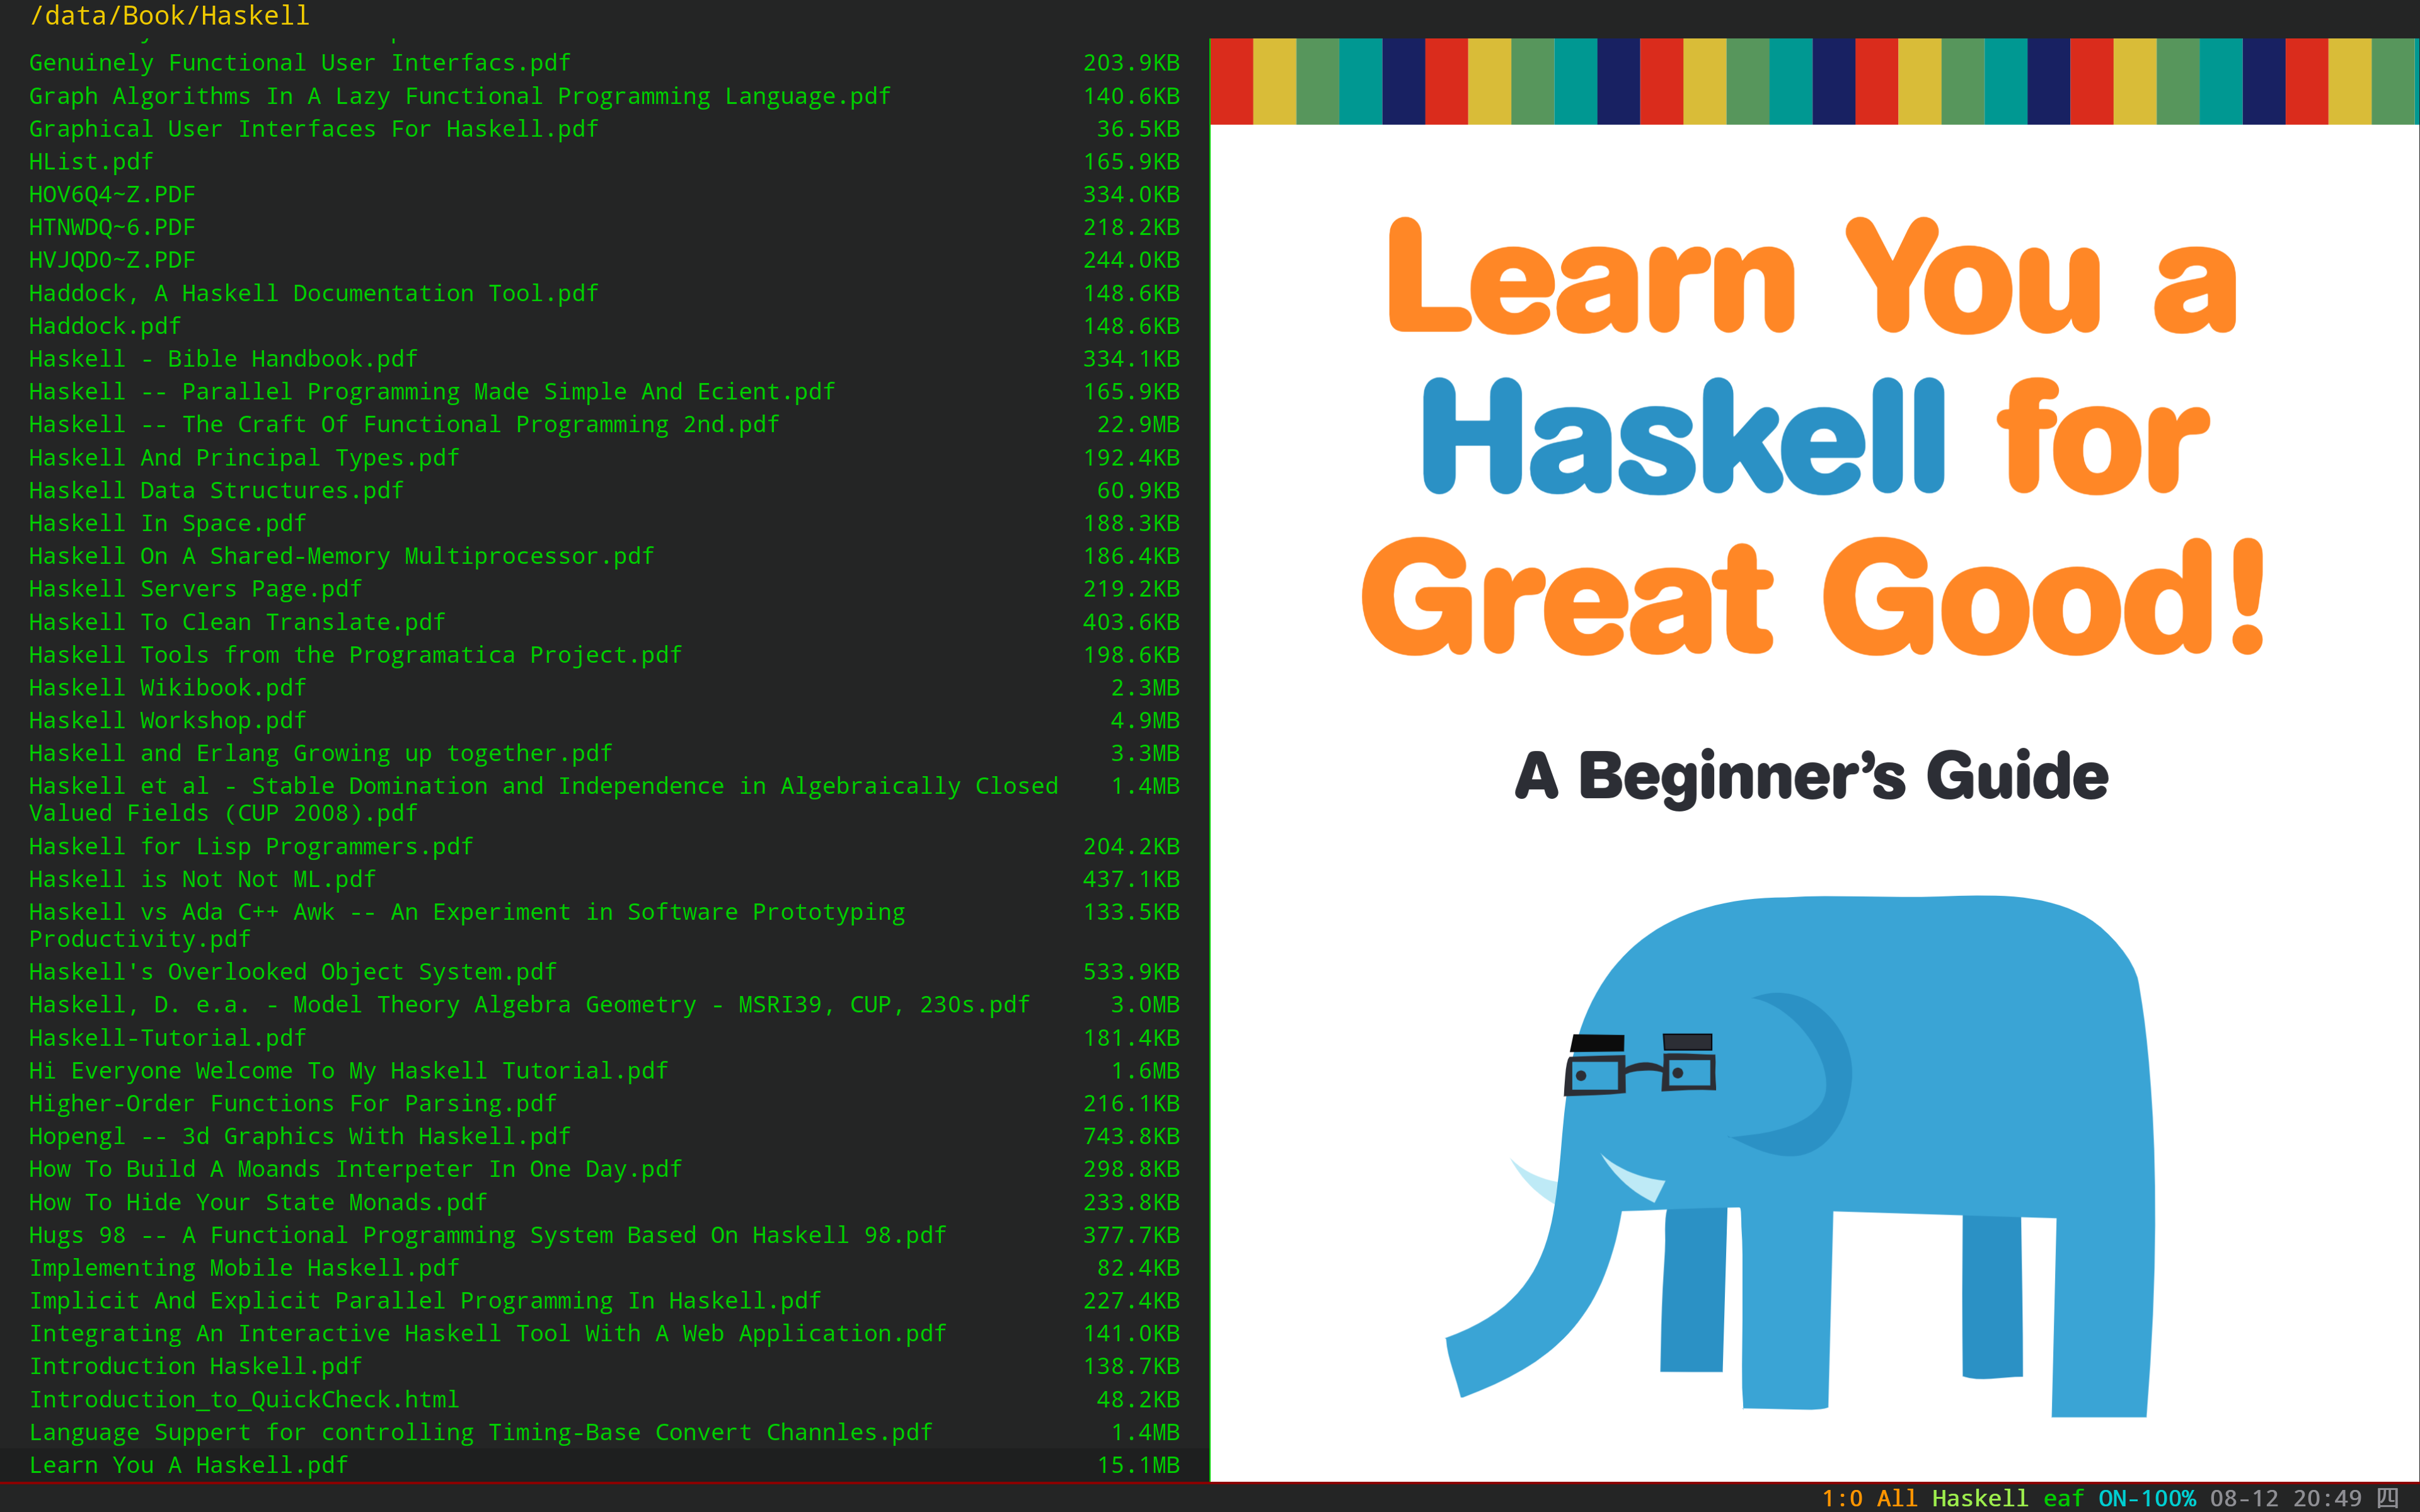 /data/Book/Haskell
Genuinely Functional User Interfacs.pdf 203.9KB
Graph Algorithms In A Lazy Functional Programming Language.pdf 140.6KB
Graphical User Interfaces For Haskell.pdf 36.5KB
HList.pdf 165.9KB
HOV6Q4~Z.PDF 334.0KB
HTNWDQ~6.PDF 218.2KB
HVJQD0~Z.PDF 244.0KB
Haddock, A Haskell Documentation Tool.pdf 148.6KB
Haddock.pdf 148.6KB
Haskell - Bible Handbook.pdf 334.1KB
Haskell -- Parallel Programming Made Simple And Ecient.pdf 165.9KB
Haskell -- The Craft Of Functional Programming 2nd.pdf 22.9MB
Haskell And Principal Types.pdf 192.4KB
Haskell Data Structures.pdf 60.9KB
Haskell In Space.pdf 188.3KB
Haskell On A Shared-Memory Multiprocessor.pdf 186.4KB
Haskell Servers Page.pdf 219.2KB
Haskell To Clean Translate.pdf 403.6KB
Haskell Tools from the Programatica Project.pdf 198.6KB
Haskell Wikibook.pdf 2.3MB
Haskell Workshop.pdf 4.9MB
Haskell and Erlang Growing up together.pdf 3.3MB
Haskell et al - Stable Domination and Independence in Algebraically Closed 1.4MB
Valued Fields (CUP 2008).pdf
Haskell for Lisp Programmers.pdf 204.2KB
Haskell is Not Not ML.pdf 437.1KB
Haskell vs Ada C++ Awk -- An Experiment in Software Prototyping 133.5KB
Productivity.pdf
Haskell's Overlooked Object System.pdf 533.9KB
Haskell, D. e.a. - Model Theory Algebra Geometry - MSRI39, CUP, 230s.pdf 3.0MB
Haskell-Tutorial.pdf 181.4KB
Hi Everyone Welcome To My Haskell Tutorial.pdf 1.6MB
Higher-Order Functions For Parsing.pdf 216.1KB
Hopengl -- 3d Graphics With Haskell.pdf 743.8KB
How To Build A Moands Interpeter In One Day.pdf 298.8KB
How To Hide Your State Monads.pdf 233.8KB
Hugs 98 -- A Functional Programming System Based On Haskell 98.pdf 377.7KB
Implementing Mobile Haskell.pdf 82.4KB
Implicit And Explicit Parallel Programming In Haskell.pdf 227.4KB
Integrating An Interactive Haskell Tool With A Web Application.pdf 141.0KB
Introduction Haskell.pdf 138.7KB
Introduction_to_QuickCheck.html 48.2KB
Language Support for controlling Timing-Base Convert Channles.pdf 1.4MB
Learn You A Haskell.pdf 15.1MB
Learn You a
Haskell for
Great Good!
A Beginner's Guide
1:0 All Haskell eaf ON-100% 08-12 20:49 四